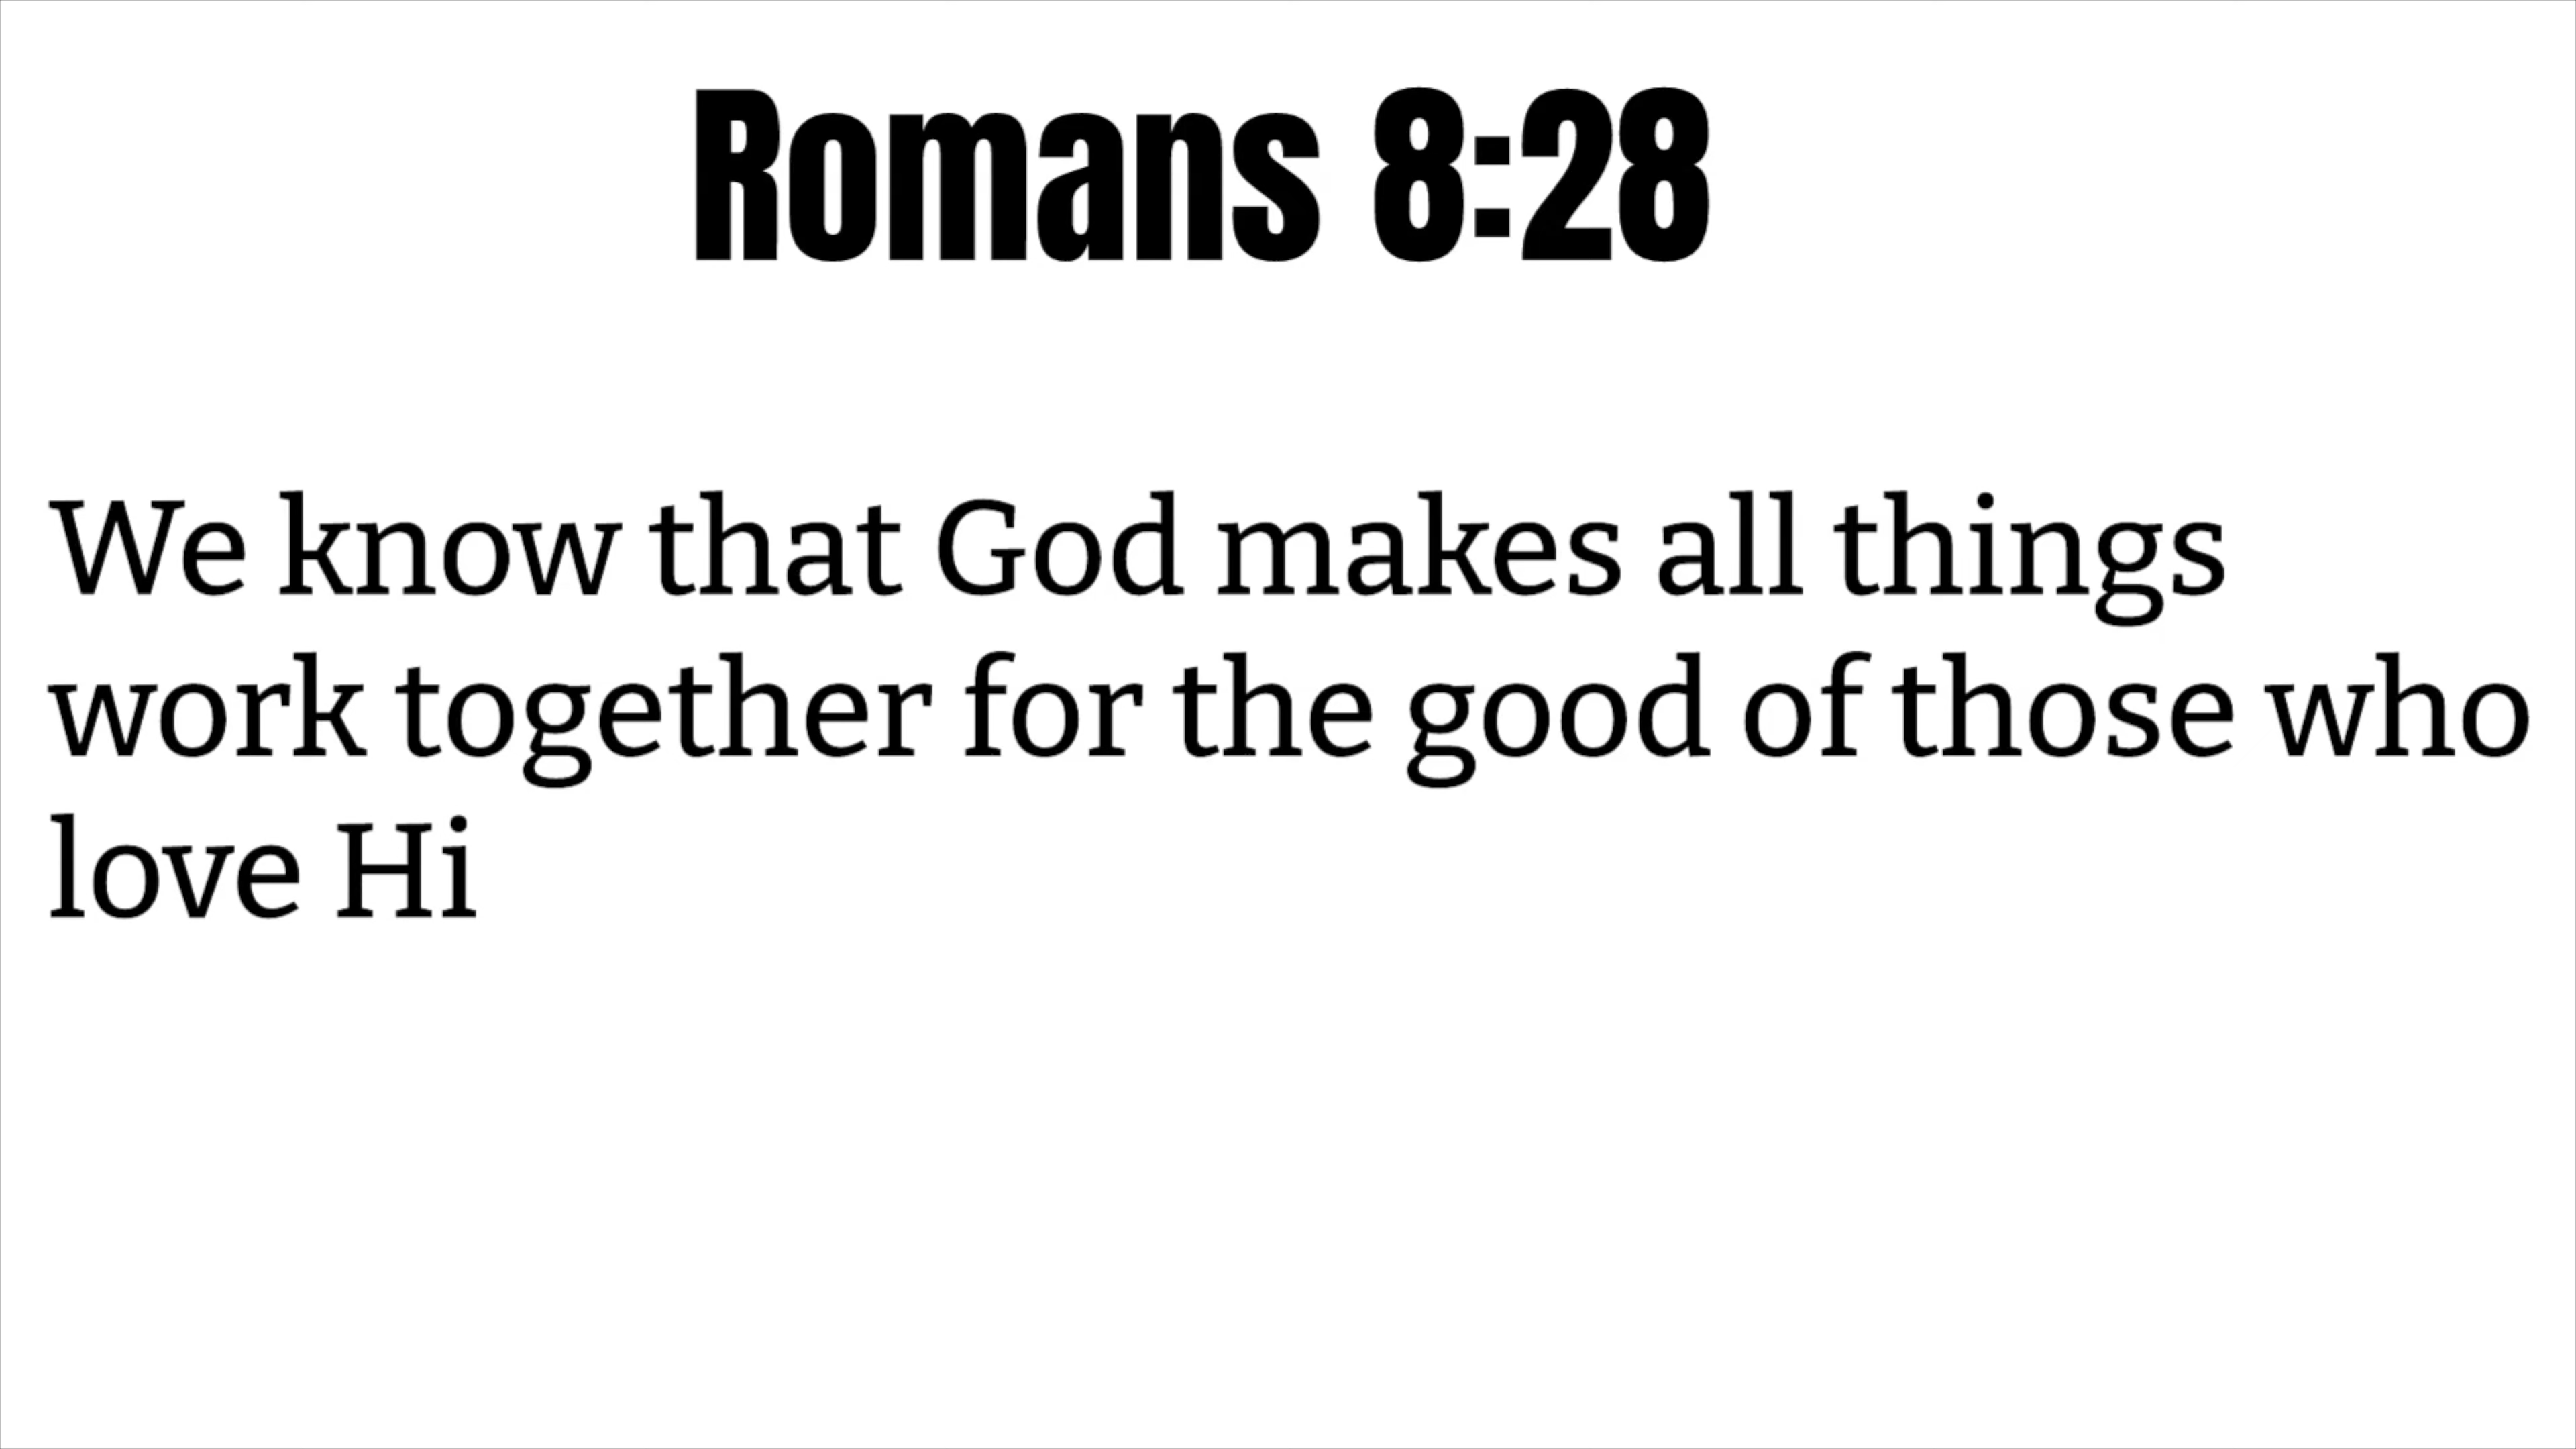 Romans 8:28
We know that God makes all things
work together for the good of those who
love Hi